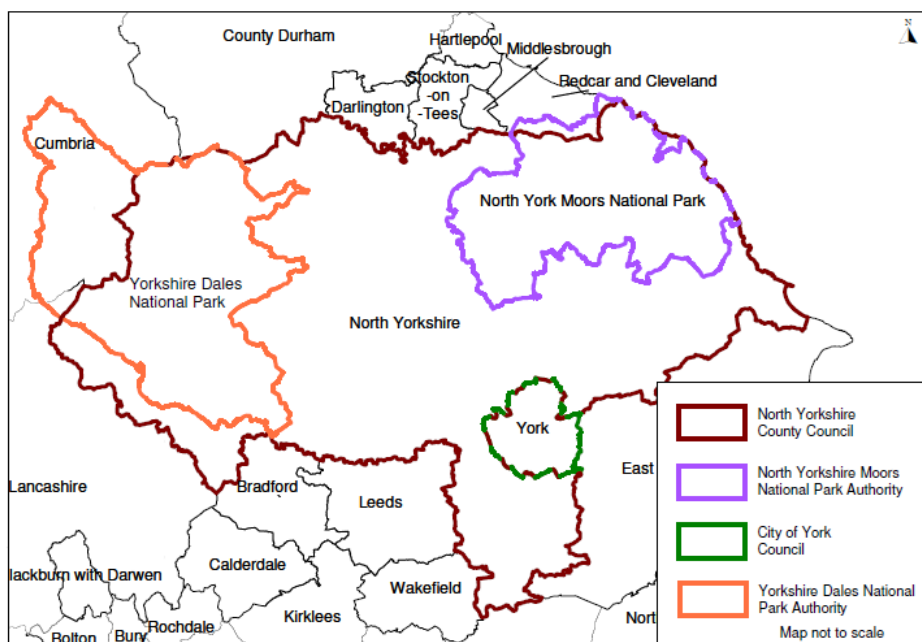 N
County Durham
Hartlepool
Middlesbrough
Stockton
-on
-Tees
Redcar and Cleveland
Darlington
Cumbria
North York Moors National Park
Yorkshire Dales
National Park
North Yorkshire
York
East
Lancashire
Bradford
Leeds
Calderdale
Wakefield
lackburn with Darwen
Kirklees
Rochdale
Bury
Bolton
Nort
North Yorkshire
County Council
North Yorkshire Moors
National Park Authority
City of York
Council
Yorkshire Dales National
Park Authority
Map not to scale